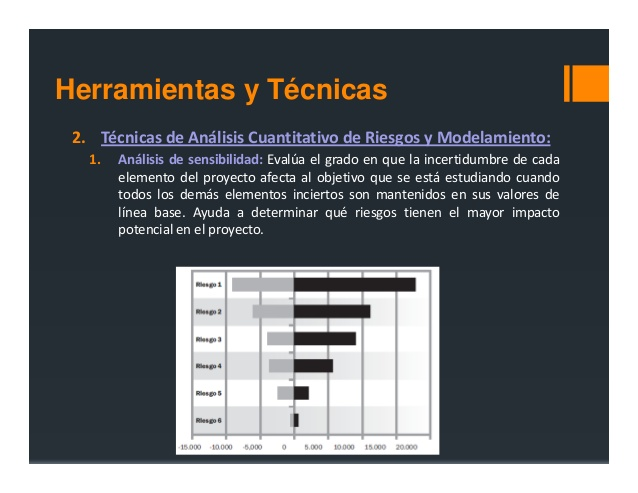 Herramientas y Técnicas
2. Técnicas de Análisis Cuantitativo de Riesgos y Modelamiento:
1. Análisis de sensibilidad: Evalúa el grado en que la incertidumbre de cada
elemento del proyecto afecta al objetivo que se está estudiando cuando
todos los demás elementos inciertos son mantenidos en sus valores de
línea base. Ayuda a determinar qué riesgos tienen el mayor impacto
potencial en el proyecto.
Riesgo 1
Riesgo 2
Riesgo 3
Riesgo 4
Riesgo 5
Riesgo 6
-15.000 -10.000 -5.000 0 5.000 10.000 15.000 20.000